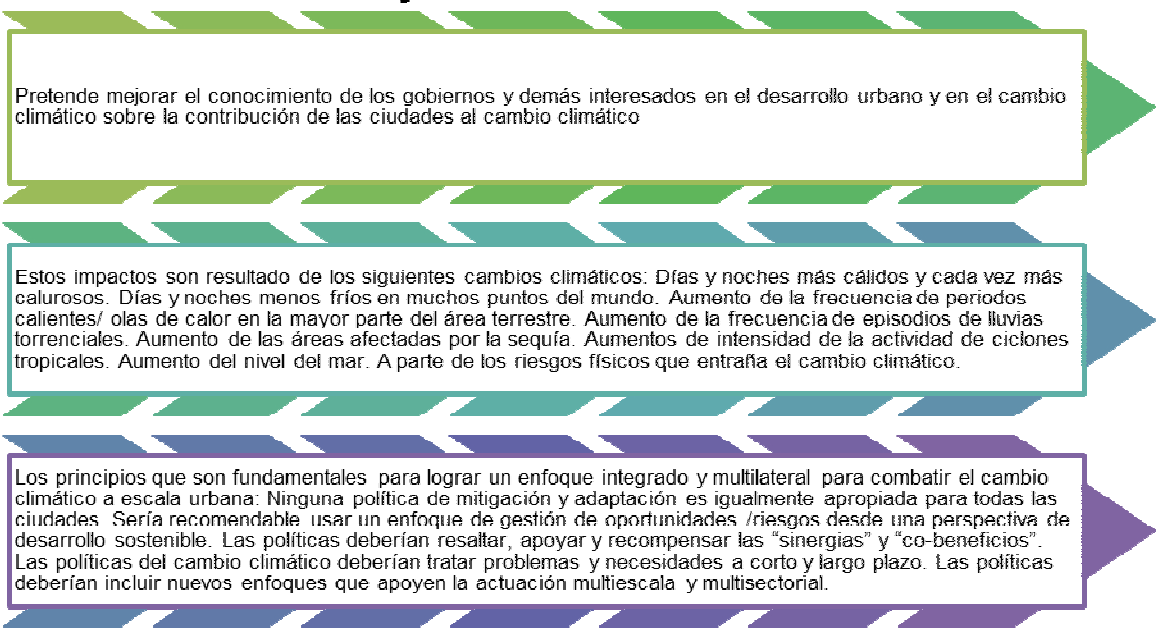 Pretende mejorar el conocimiento de los gobiernos y demás interesados en el desarrollo urbano y en el cambio
climático sobre la contribución de las ciudades al cambio climático
Estos impactos son resultado de los siguientes cambios climáticos: Días y noches más cálidos y cada vez más
calurosos. Días y noches menos fríos en muchos puntos del mundo. Aumento de la frecuencia de periodos
calientes/ olas de calor en la mayor parte del área terrestre. Aumento de la frecuencia de episodios de lluvias
torrenciales. Aumento de las áreas afectadas por la sequía. Aumentos de intensidad de la actividad de ciclones
tropicales. Aumento del nivel del mar. A parte de los riesgos físicos que entraña el cambio climático.
Los principios que son fundamentales para lograr un enfoque integrado y multilateral para combatir el cambio
climático a escala urbana: Ninguna política de mitigación y adaptación es igualmente apropiada para todas las
ciudades. Sería recomendable usar un enfoque de gestión de oportunidades /riesgos desde una perspectiva de
desarrollo sostenible. Las políticas deberían resaltar, apoyar y recompensar las “sinergias” y “co-beneficios”.
Las políticas del cambio climático deberían tratar problemas y necesidades a corto y largo plazo. Las políticas
deberían incluir nuevos enfoques que apoyen la actuación multiescala y multisectorial.